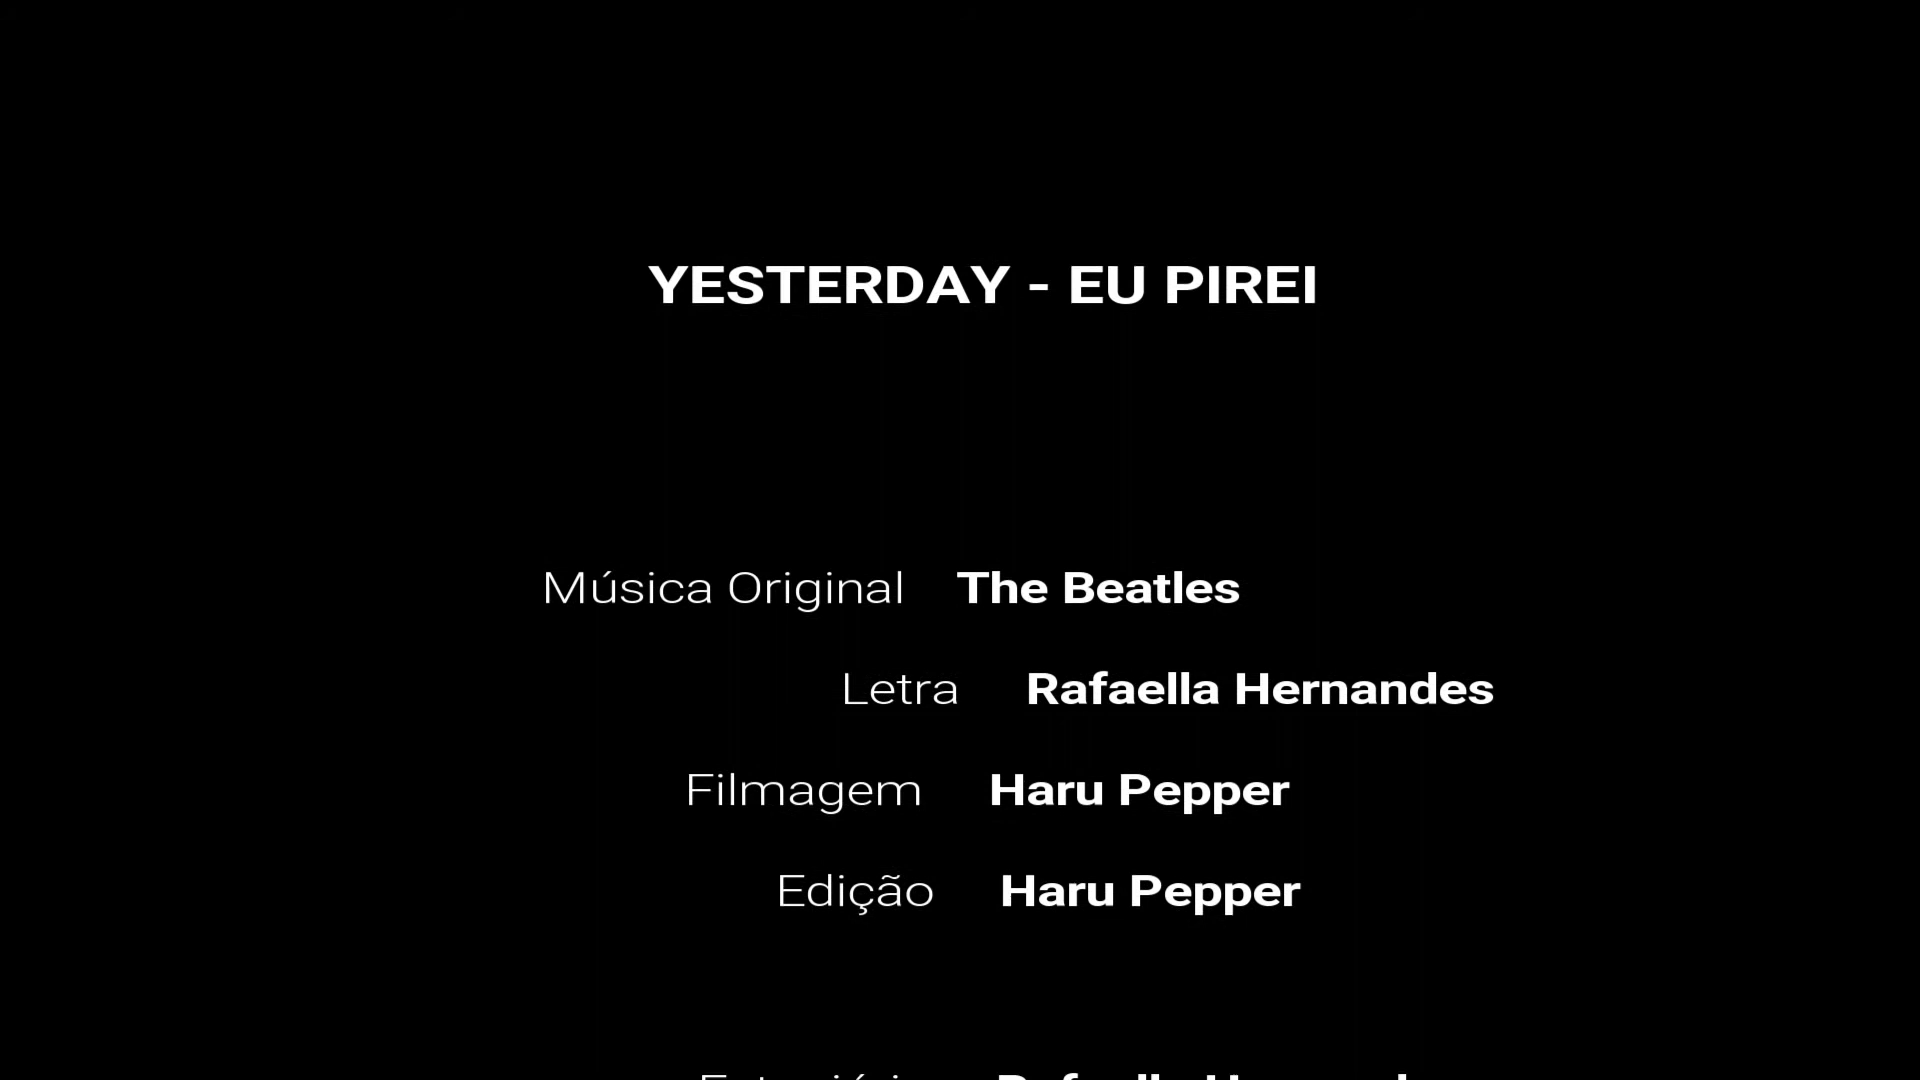 YESTERDAY - EU PIREI
Música Original The Beatles
Letra Rafaella Hernandes
Filmagem Haru Pepper
Edição Haru Pepper